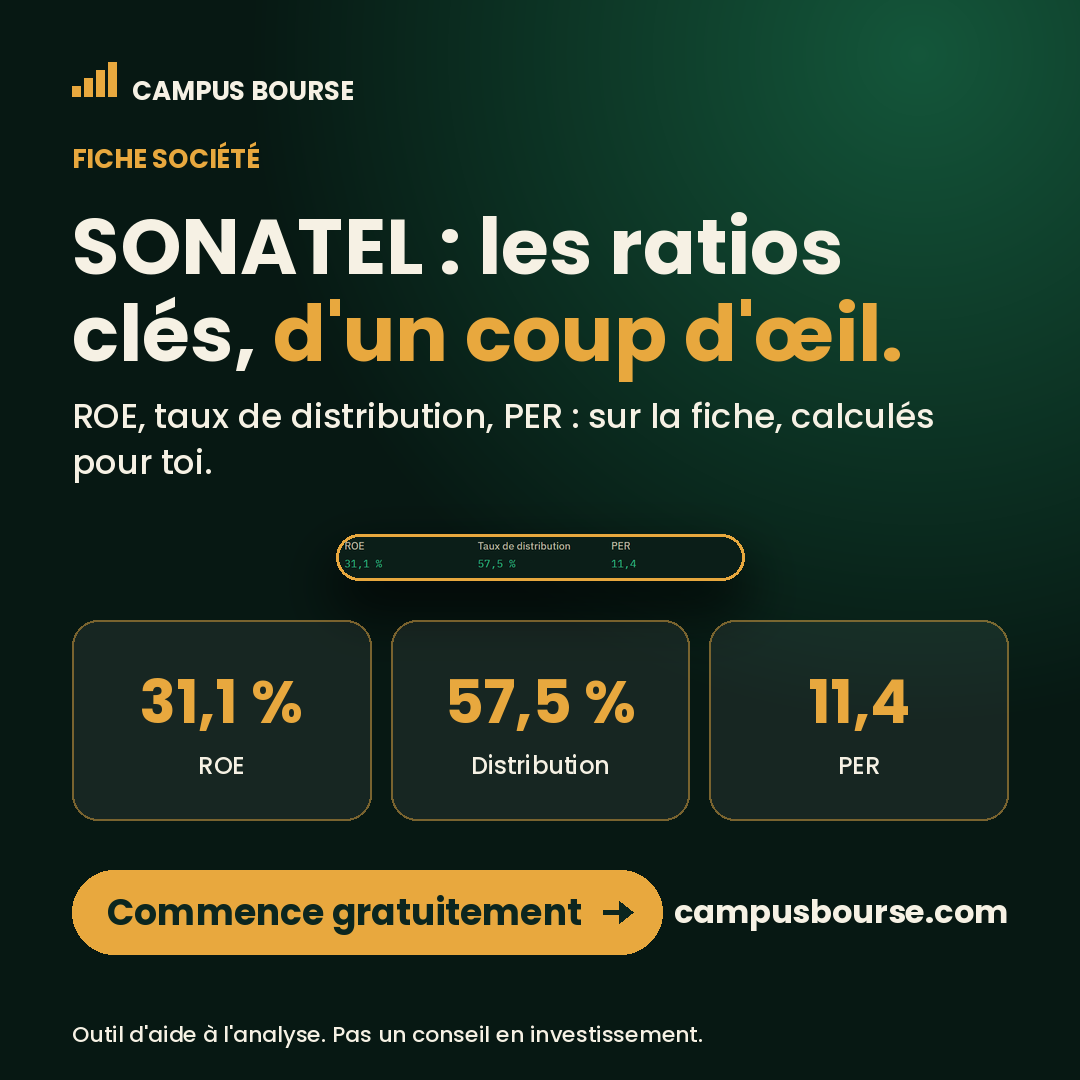 CAMPUS BOURSE
FICHE SOCIÉTÉ
SONATEL : les ratios
clés, d'un coup d'œil.
ROE, taux de distribution, PER : sur la fiche, calculés
pour toi.
ROE Taux de distribution PER
31,1 % 57,5 % 11,4
31,1 % 57,5 % 11,4
ROE Distribution PER
Commence gratuitement → campusbourse.com
Outil d'aide à l'analyse. Pas un conseil en investissement.